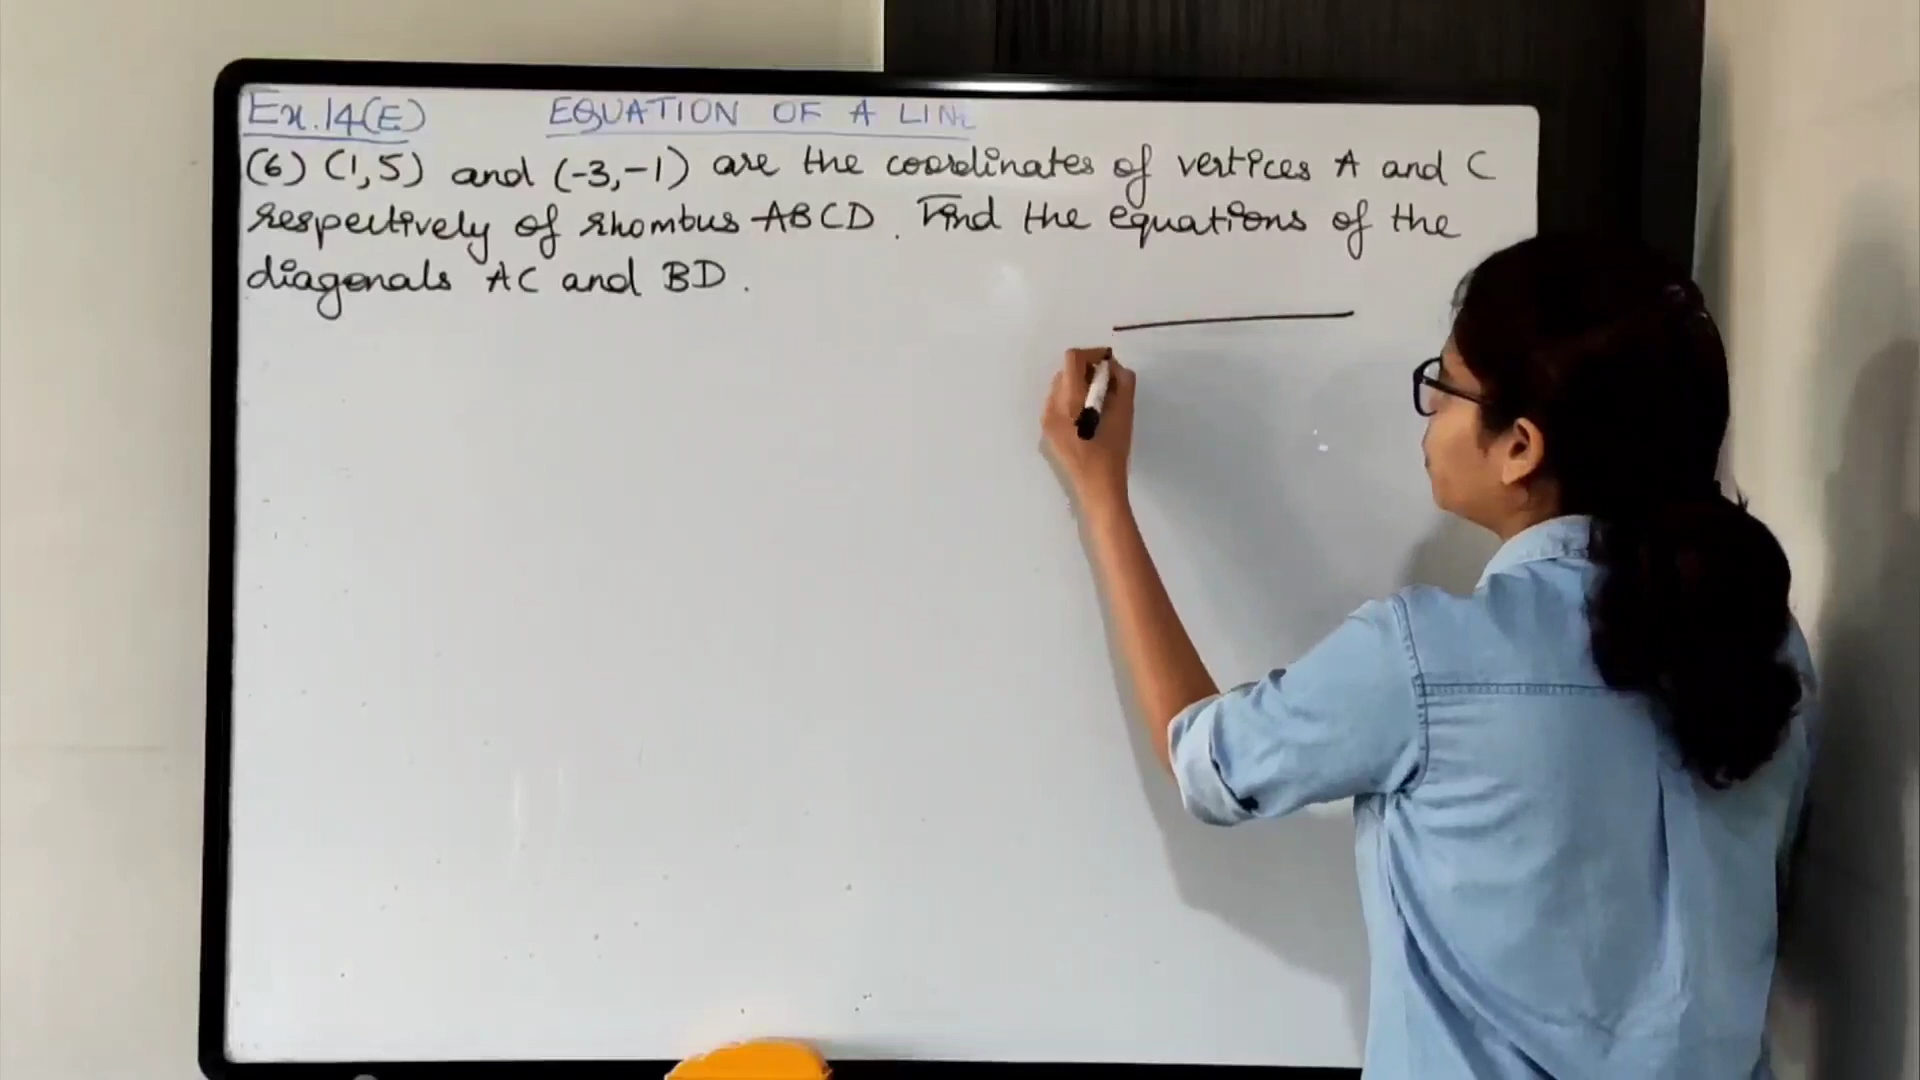 Ex.14(E) EQUATION OF A LINE
(6) (1,5) and (-3,-1) are the coordinates of vertices A and C
respectively of rhombus ABCD. Find the equations of the
diagonals AC and BD.